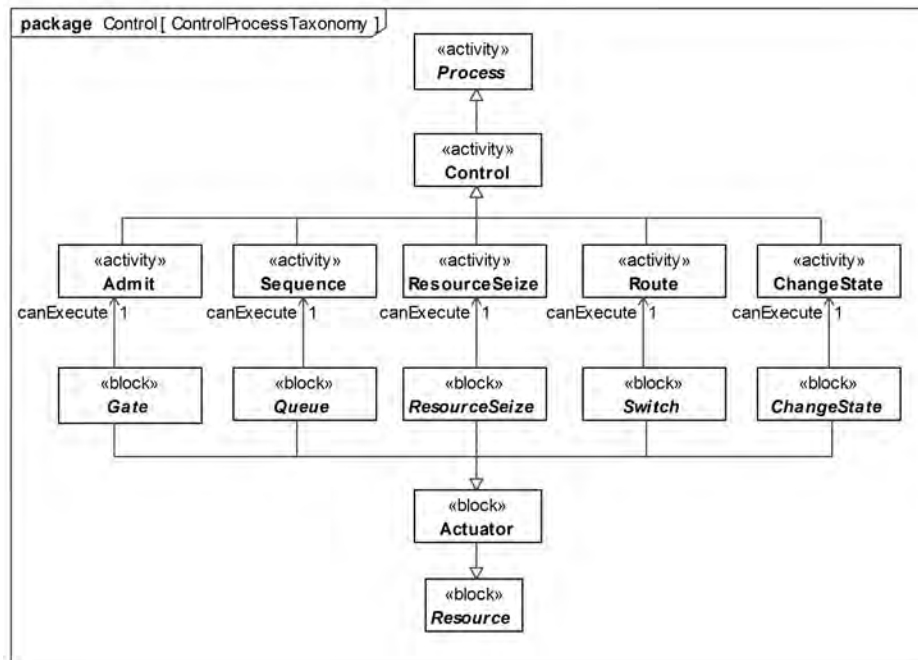 package Control [ ControlProcessTaxonomy ]
«activity»
Process
«activity»
Control
«activity»
Admit
«activity»
Sequence
«activity»
ResourceSeize
«activity»
Route
«activity»
ChangeState
canExecute 1
canExecute 1
canExecute 1
canExecute 1
canExecute 1
«block»
Gate
«block»
Queue
«block»
ResourceSeize
«block»
Switch
«block»
ChangeState
«block»
Actuator
«block»
Resource